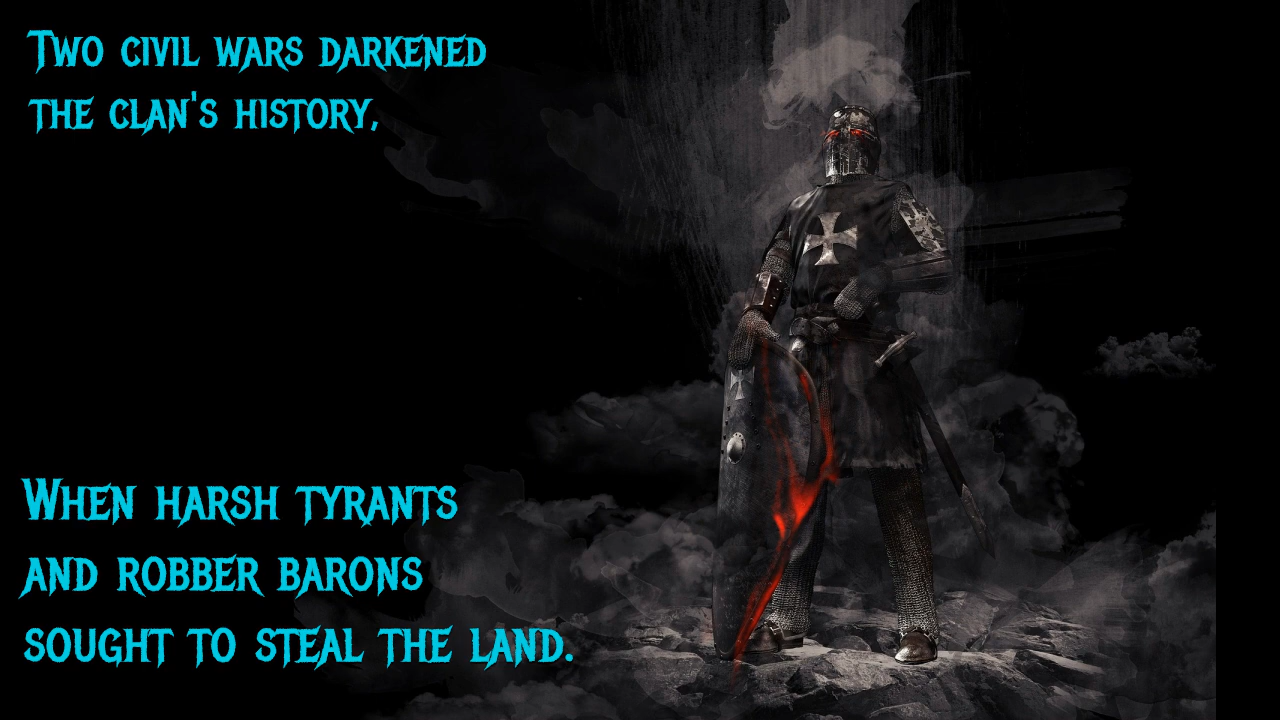 Two civil wars darkened
the clan's history,
When harsh tyrants
and robber barons
sought to steal the land.